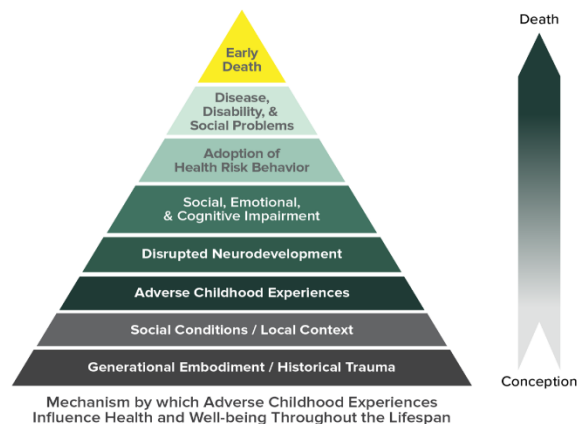 Early
Death
Disease,
Disability, &
Social Problems
Adoption of
Health Risk Behavior
Social, Emotional,
& Cognitive Impairment
Disrupted Neurodevelopment
Adverse Childhood Experiences
Social Conditions / Local Context
Generational Embodiment / Historical Trauma
Mechanism by which Adverse Childhood Experiences
Influence Health and Well-being Throughout the Lifespan
Death
Conception